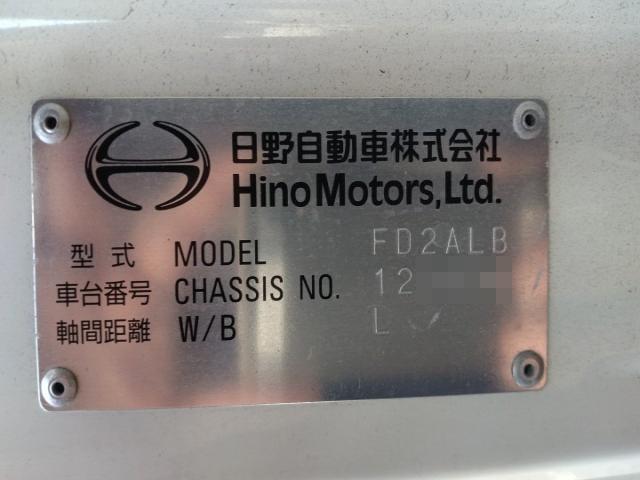 日野自動車株式会社
Hino Motors, Ltd.
型式 MODEL FD2ALB
車台番号 CHASSIS NO. 12
軸間距離 W/B L